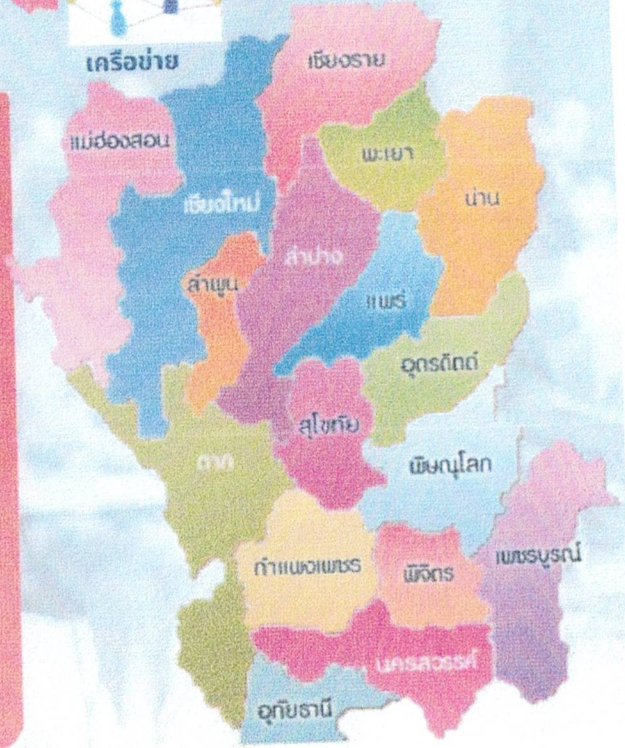 เครือข่าย
เชียงราย
แม่ฮ่องสอน
พะเยา
เชียงใหม่
น่าน
ลำปาง
ลำพูน
แพร่
อุตรดิตถ์
สุโขทัย
ตาก
พิษณุโลก
กำแพงเพชร
พิจิตร
เพชรบูรณ์
นครสวรรค์
อุทัยธานี